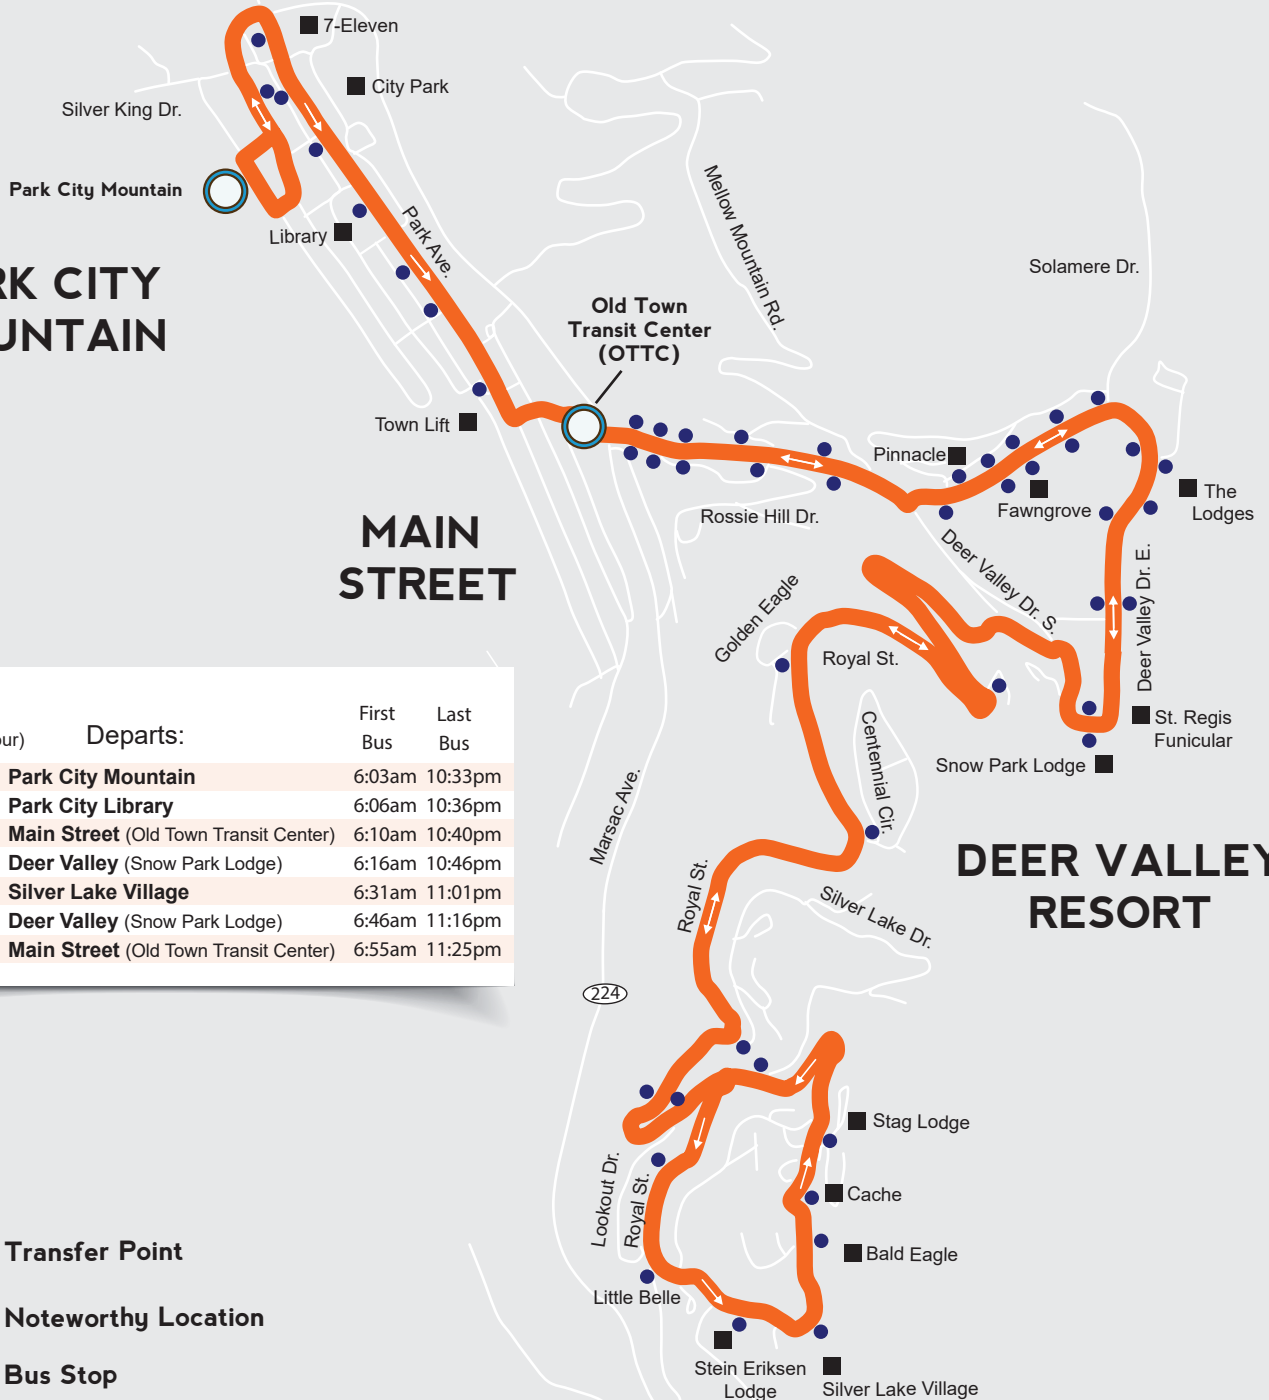 7-Eleven
City Park
Silver King Dr.
Park City Mountain
Library
Park Ave.
RK CITY
UNTAIN
Mellow Mountain Rd.
Solamere Dr.
Old Town
Transit Center
(OTTC)
Town Lift
Pinnacle
Fawngrove
The
Lodges
Rossie Hill Dr.
MAIN
STREET
Deer Valley Dr. S.
Deer Valley Dr. E.
Golden Eagle
Royal St.
Centennial Cir.
St. Regis
Funicular
Snow Park Lodge
our) Departs: First Bus Last Bus
Park City Mountain 6:03am 10:33pm
Park City Library 6:06am 10:36pm
Main Street (Old Town Transit Center) 6:10am 10:40pm
Deer Valley (Snow Park Lodge) 6:16am 10:46pm
Silver Lake Village 6:31am 11:01pm
Deer Valley (Snow Park Lodge) 6:46am 11:16pm
Main Street (Old Town Transit Center) 6:55am 11:25pm
Marsac Ave.
DEER VALLEY
RESORT
Royal St.
Silver Lake Dr.
224
Stag Lodge
Lookout Dr.
Royal St.
Cache
Bald Eagle
Little Belle
Stein Eriksen
Lodge
Silver Lake Village
Transfer Point
Noteworthy Location
Bus Stop